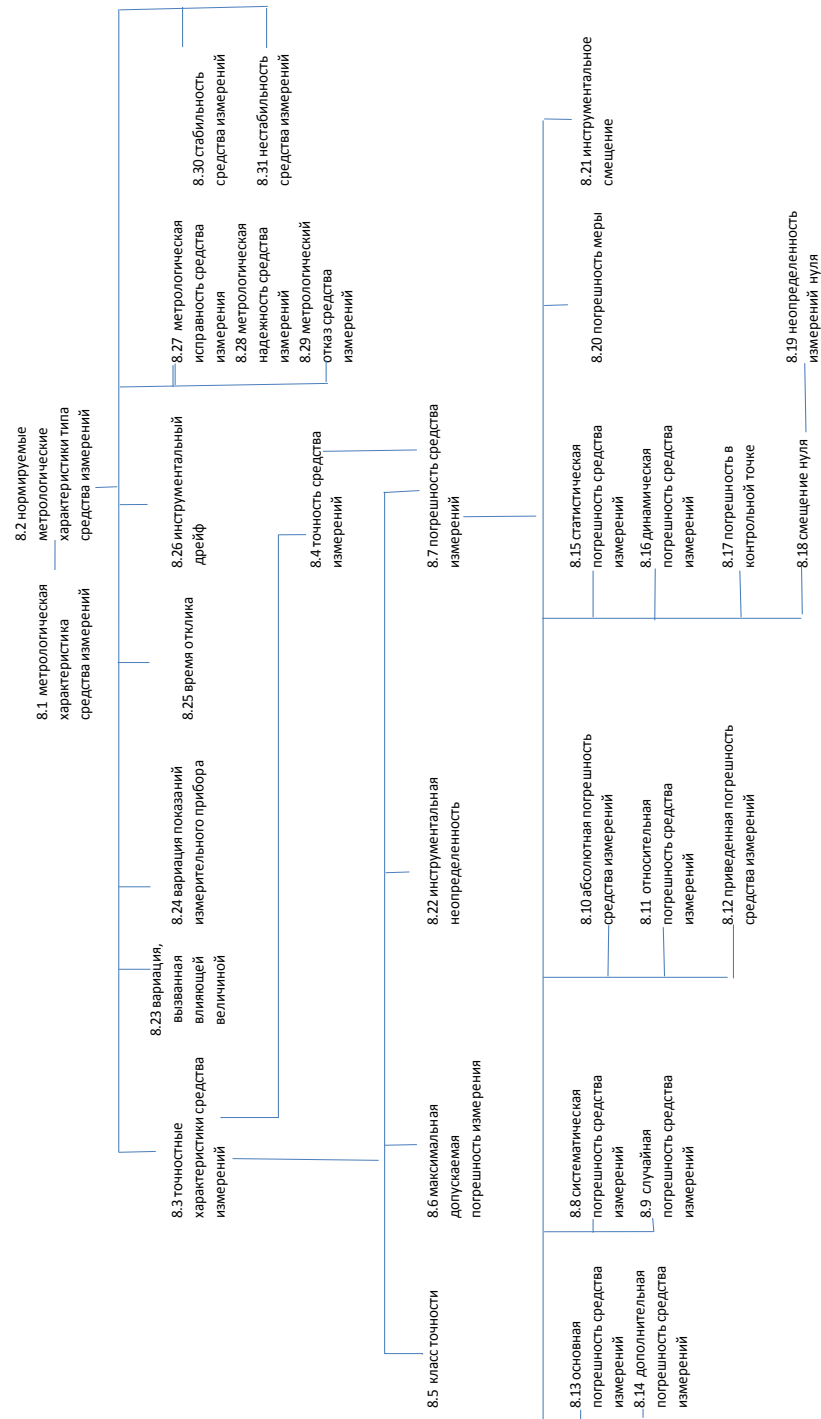 8.2 нормируемые
метрологические
характеристики типа
средства измерений
8.1 метрологическая
характеристика
средства измерений
8.3 точностные
характеристики средства
измерений
8.23 вариация,
вызванная
влияющей
величиной
8.24 вариация показаний
измерительного прибора
8.25 время отклика
8.26 инструментальный
дрейф
8.27 метрологическая
исправность средства
измерения
8.28 метрологическая
надежность средства
измерений
8.29 метрологический
отказ средства
измерений
8.30 стабильность
средства измерений
8.31 нестабильность
средства измерений
8.4 точность средства
измерений
8.5 класс точности
8.6 максимальная
допускаемая
погрешность измерения
8.22 инструментальная
неопределенность
8.7 погрешность средства
измерений
8.13 основная
погрешность средства
измерений
8.14 дополнительная
погрешность средства
измерений
8.8 систематическая
погрешность средства
измерений
8.9 случайная
погрешность средства
измерений
8.10 абсолютная погрешность
средства измерений
8.11 относительная
погрешность средства
измерений
8.12 приведенная погрешность
средства измерений
8.15 статистическая
погрешность средства
измерений
8.16 динамическая
погрешность средства
измерений
8.17 погрешность в
контрольной точке
8.18 смещение нуля
8.19 неопределенность
измерений нуля
8.20 погрешность меры
8.21 инструментальное
смещение